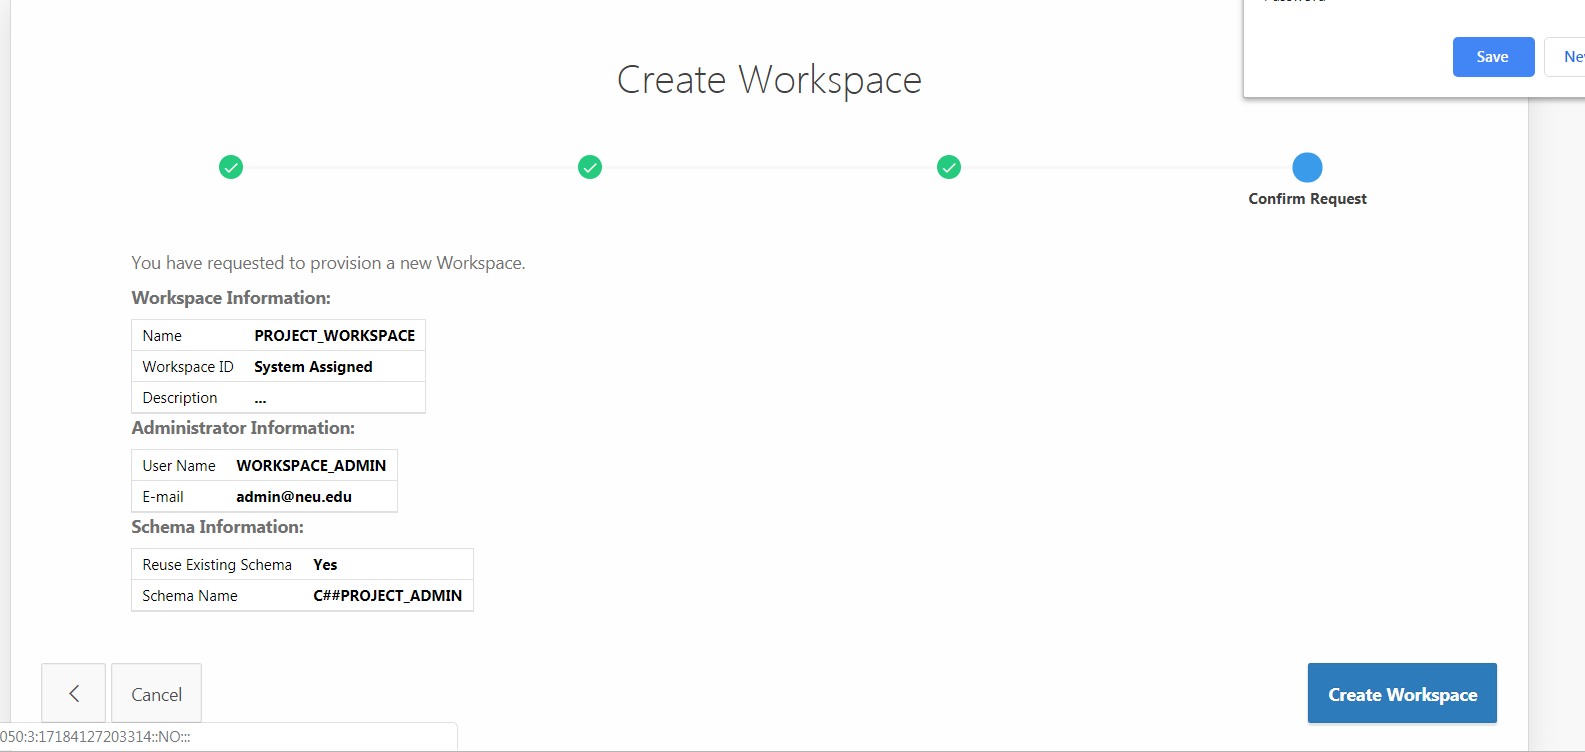 Save
Create Workspace
Confirm Request
You have requested to provision a new Workspace.
Workspace Information:
Name PROJECT_WORKSPACE
Workspace ID System Assigned
Description ...
Administrator Information:
User Name WORKSPACE_ADMIN
E-mail admin@neu.edu
Schema Information:
Reuse Existing Schema Yes
Schema Name C##PROJECT_ADMIN
Cancel
Create Workspace
050:3:17184127203314::NO:::